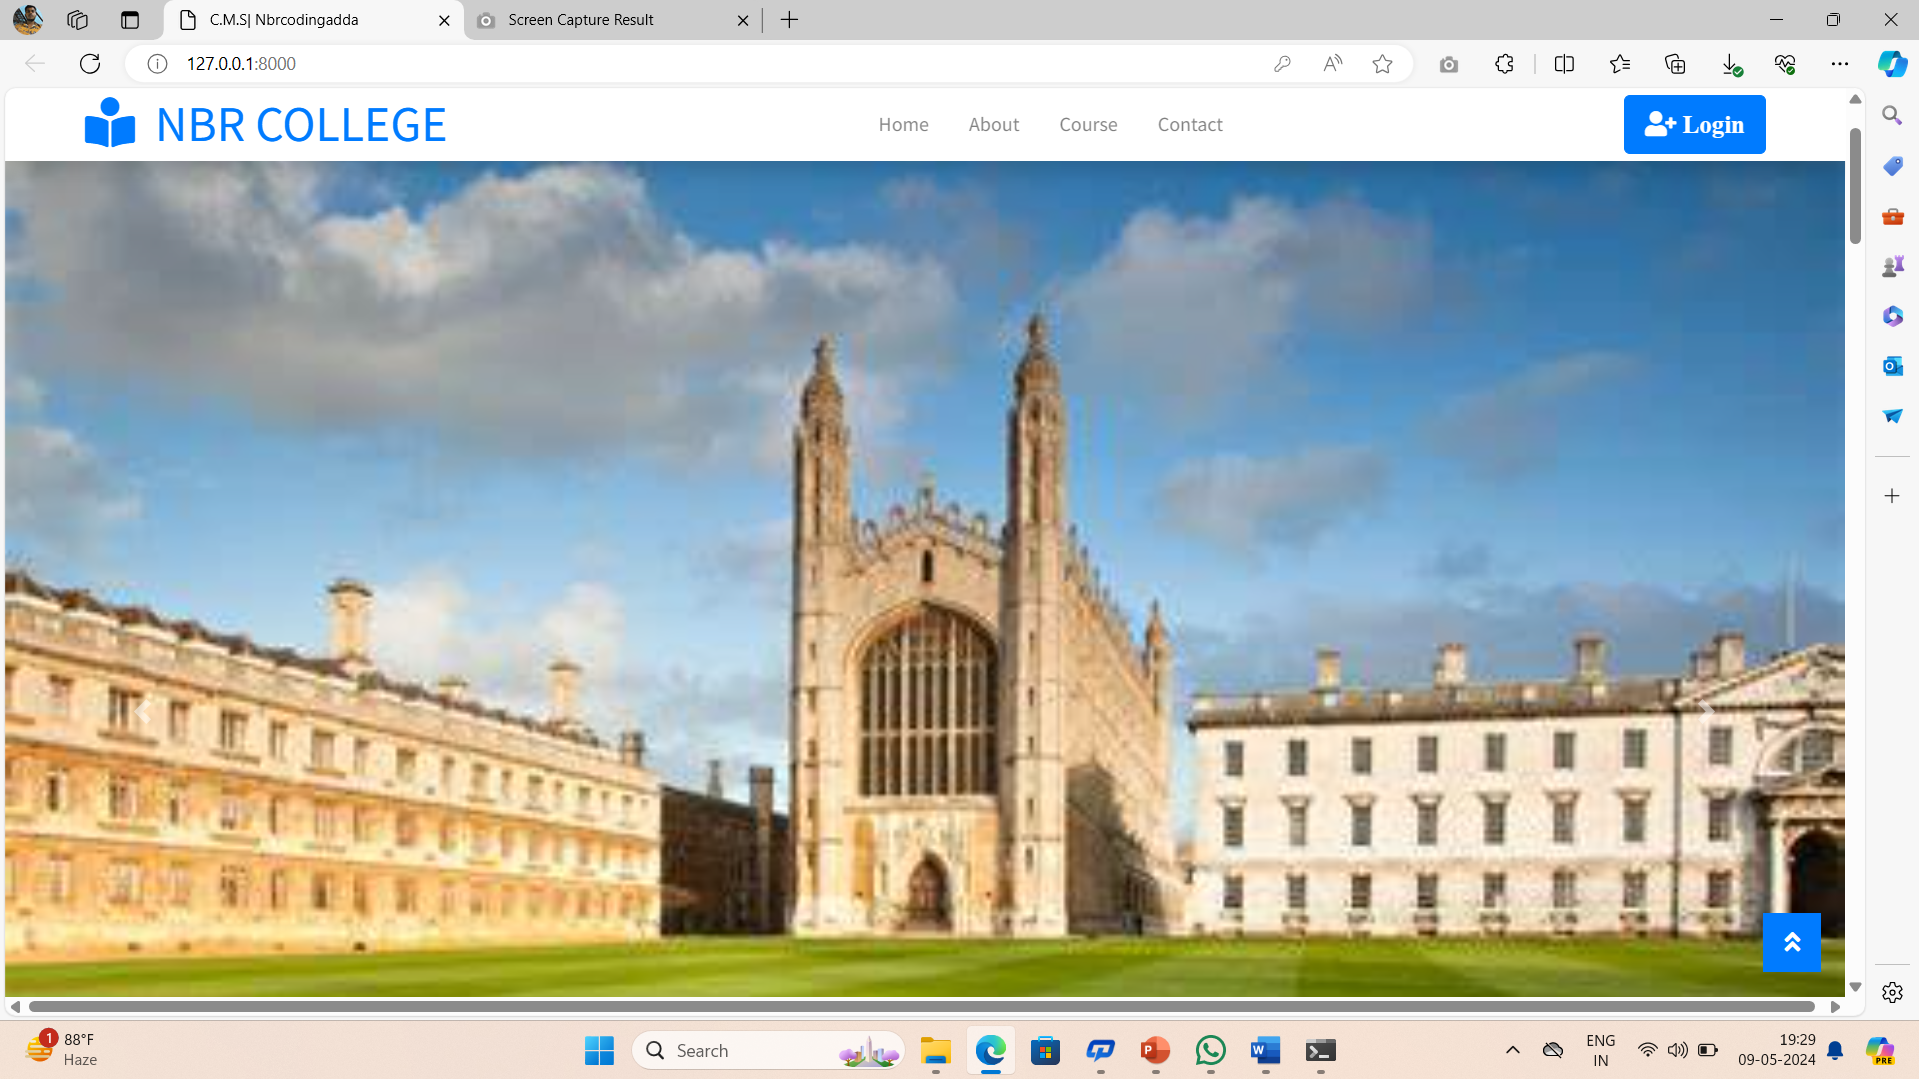 C.M.S| Nbrcodingadda
Screen Capture Result
127.0.0.1:8000
NBR COLLEGE
Home
About
Course
Contact
Login
1
88°F
Haze
Search
ENG
IN
19:29
09-05-2024
PRE